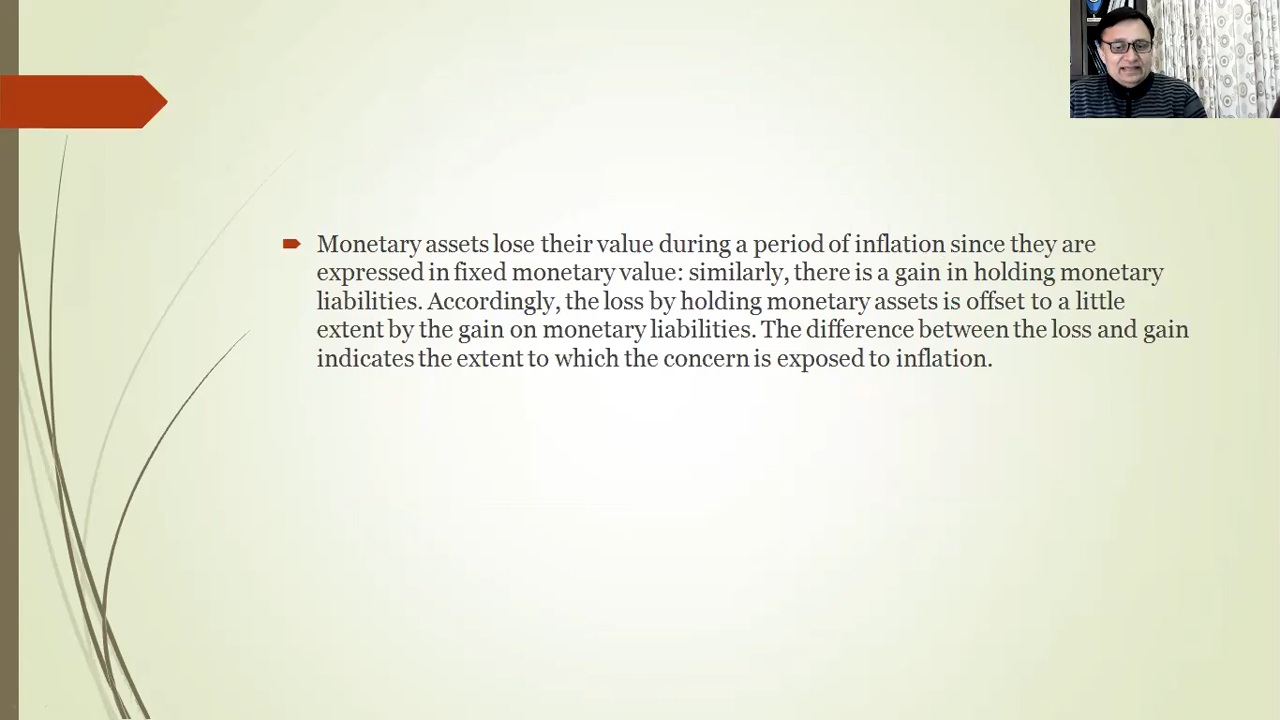 Monetary assets lose their value during a period of inflation since they are
expressed in fixed monetary value: similarly, there is a gain in holding monetary
liabilities. Accordingly, the loss by holding monetary assets is offset to a little
extent by the gain on monetary liabilities. The difference between the loss and gain
indicates the extent to which the concern is exposed to inflation.